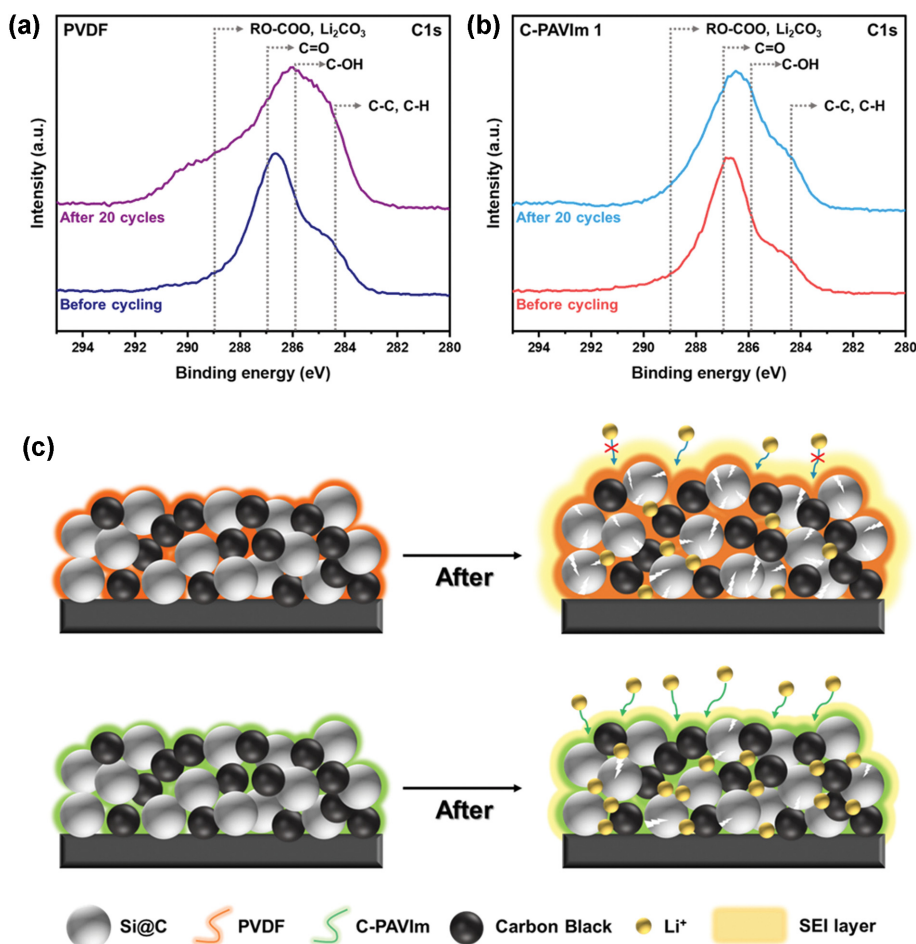 (a)
PVDF
C1s
RO-COO, Li₂CO₃
C=O
C-OH
C-C, C-H
After 20 cycles
Before cycling
Intensity (a.u.)
294 292 290 288 286 284 282 280
Binding energy (eV)
(b)
C-PAVIm 1
C1s
RO-COO, Li₂CO₃
C=O
C-OH
C-C, C-H
After 20 cycles
Before cycling
Intensity (a.u.)
294 292 290 288 286 284 282 280
Binding energy (eV)
(c)
After
After
Si@C
PVDF
C-PAVIm
Carbon Black
Li⁺
SEI layer